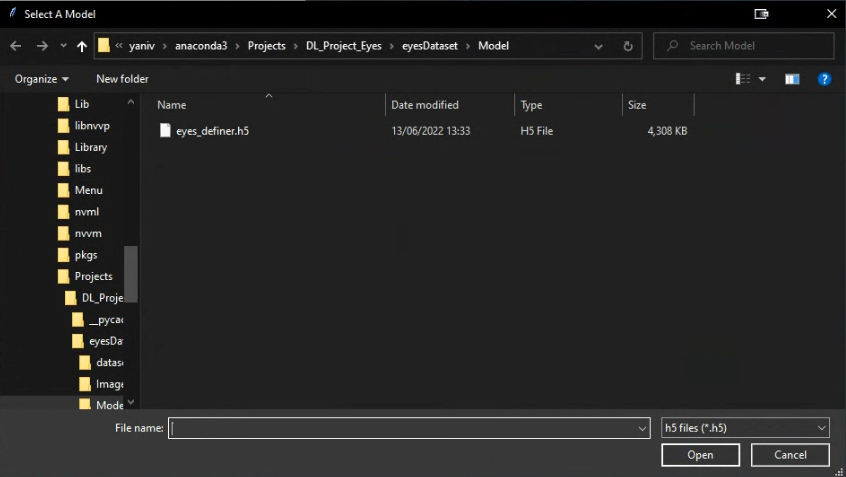 Select A Model
« yaniv › anaconda3 › Projects › DL_Project_Eyes › eyesDataset › Model
Search Model
Organize
New folder
?
Name
Date modified
Type
Size
eyes_definer.h5
13/06/2022 13:33
H5 File
4,308 KB
Lib
libnvvp
Library
libs
Menu
nvml
nvvm
pkgs
Projects
DL_Proje
__pycac
eyesDat
datase
Image
Mode
File name:
h5 files (*.h5)
Open
Cancel